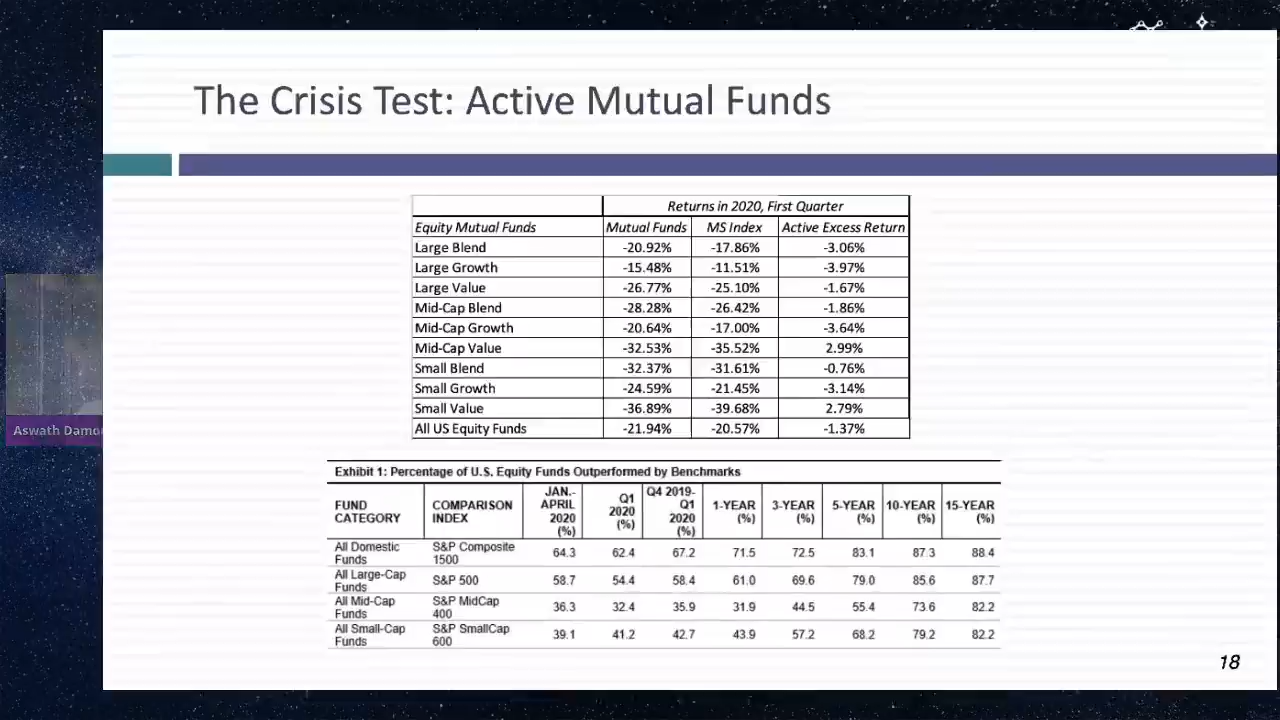 The Crisis Test: Active Mutual Funds
Returns in 2020, First Quarter
Equity Mutual Funds Mutual Funds MS Index Active Excess Return
Large Blend -20.92% -17.86% -3.06%
Large Growth -15.48% -11.51% -3.97%
Large Value -26.77% -25.10% -1.67%
Mid-Cap Blend -28.28% -26.42% -1.86%
Mid-Cap Growth -20.64% -17.00% -3.64%
Mid-Cap Value -32.53% -35.52% 2.99%
Small Blend -32.37% -31.61% -0.76%
Small Growth -24.59% -21.45% -3.14%
Small Value -36.89% -39.68% 2.79%
All US Equity Funds -21.94% -20.57% -1.37%
Aswath Damo
Exhibit 1: Percentage of U.S. Equity Funds Outperformed by Benchmarks
FUND CATEGORY COMPARISON INDEX JAN.-APRIL 2020 (%) Q1 2020 (%) Q4 2019-Q1 2020 (%) 1-YEAR (%) 3-YEAR (%) 5-YEAR (%) 10-YEAR (%) 15-YEAR (%)
All Domestic Funds S&P Composite 1500 64.3 62.4 67.2 71.5 72.5 83.1 87.3 88.4
All Large-Cap Funds S&P 500 58.7 54.4 58.4 61.0 69.6 79.0 85.6 87.7
All Mid-Cap Funds S&P MidCap 400 36.3 32.4 35.9 31.9 44.5 55.4 73.6 82.2
All Small-Cap Funds S&P SmallCap 600 39.1 41.2 42.7 43.9 57.2 68.2 79.2 82.2
18